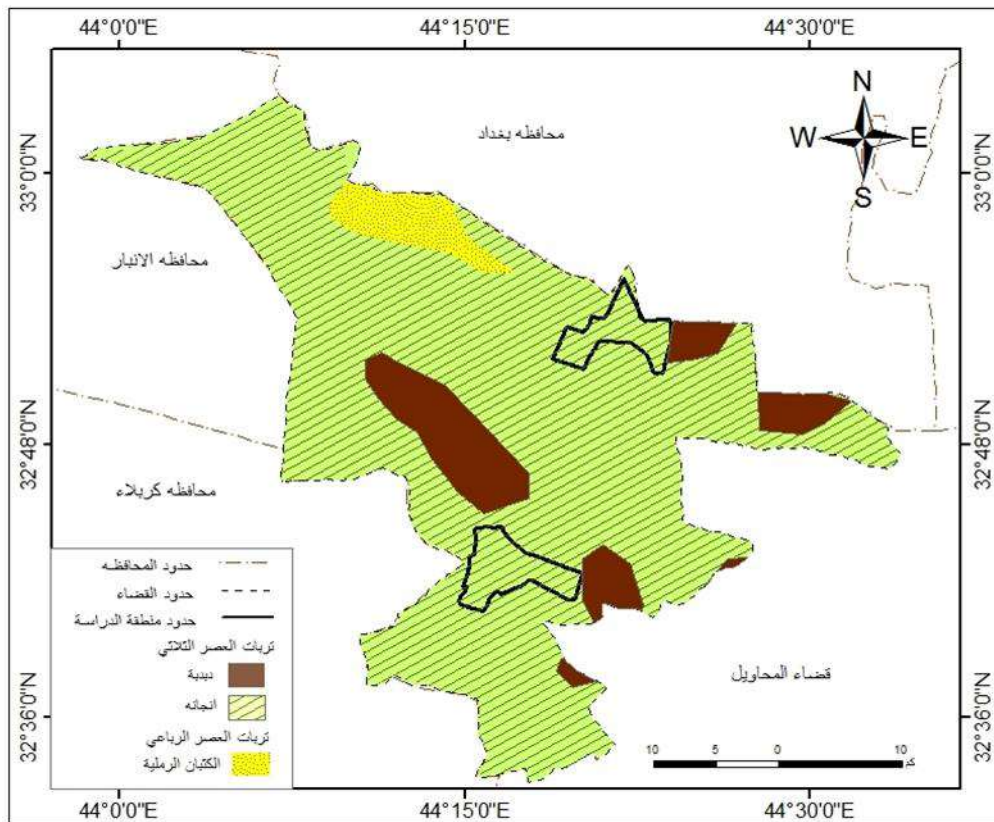 44°0'0"E 44°15'0"E 44°30'0"E
N
W E
S
محافظه بغداد
33°0'0"N 33°0'0"N
محافظه الانبار
32°48'0"N 32°48'0"N
محافظه كربلاء
حدود المحافظه
حدود القضاء
حدود منطقة الدراسة
تربات العصر الثلاثي
دبدبة
انجانه
تربات العصر الرباعي
الكثبان الرملية
قضاء المحاويل
32°36'0"N 32°36'0"N
10 5 0 10
كم
44°0'0"E 44°15'0"E 44°30'0"E